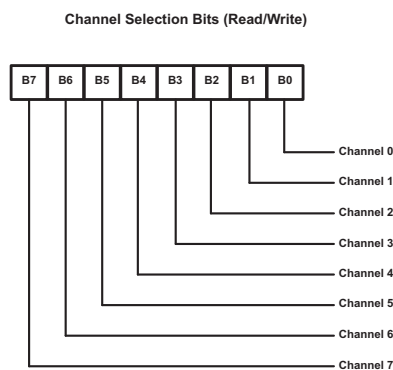 Channel Selection Bits (Read/Write)
B7 B6 B5 B4 B3 B2 B1 B0
Channel 0
Channel 1
Channel 2
Channel 3
Channel 4
Channel 5
Channel 6
Channel 7